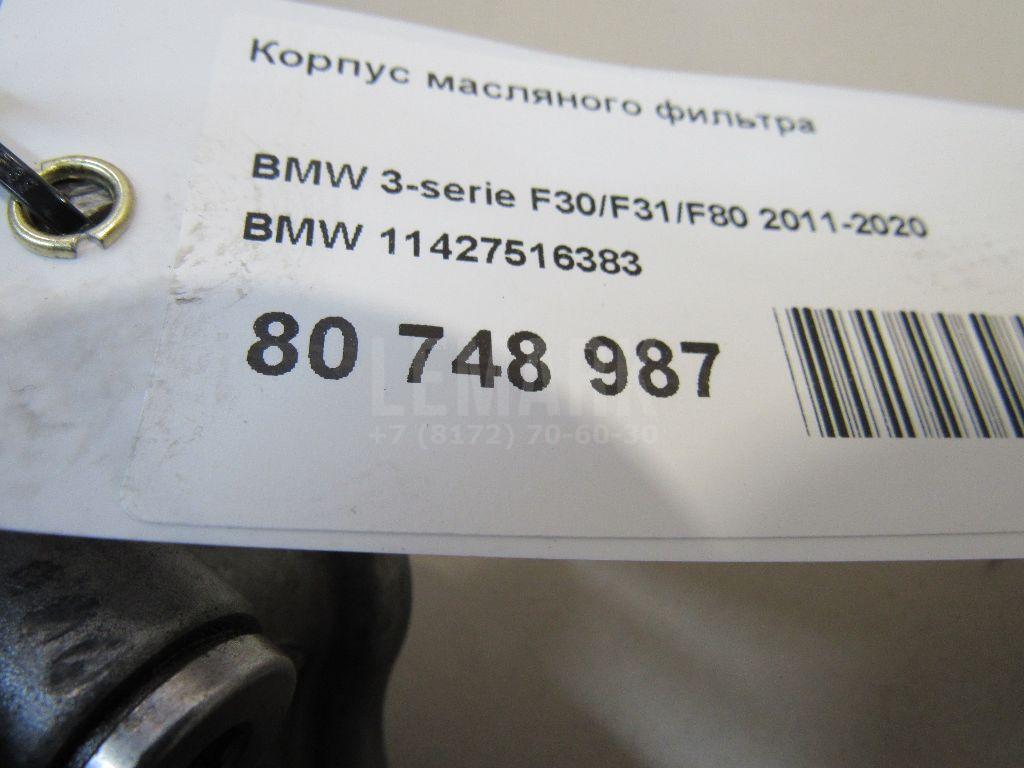 Корпус масляного фильтра
BMW 3-serie F30/F31/F80 2011-2020
BMW 11427516383
80 748 987
LEMARK
+7 (8172) 70-60-30